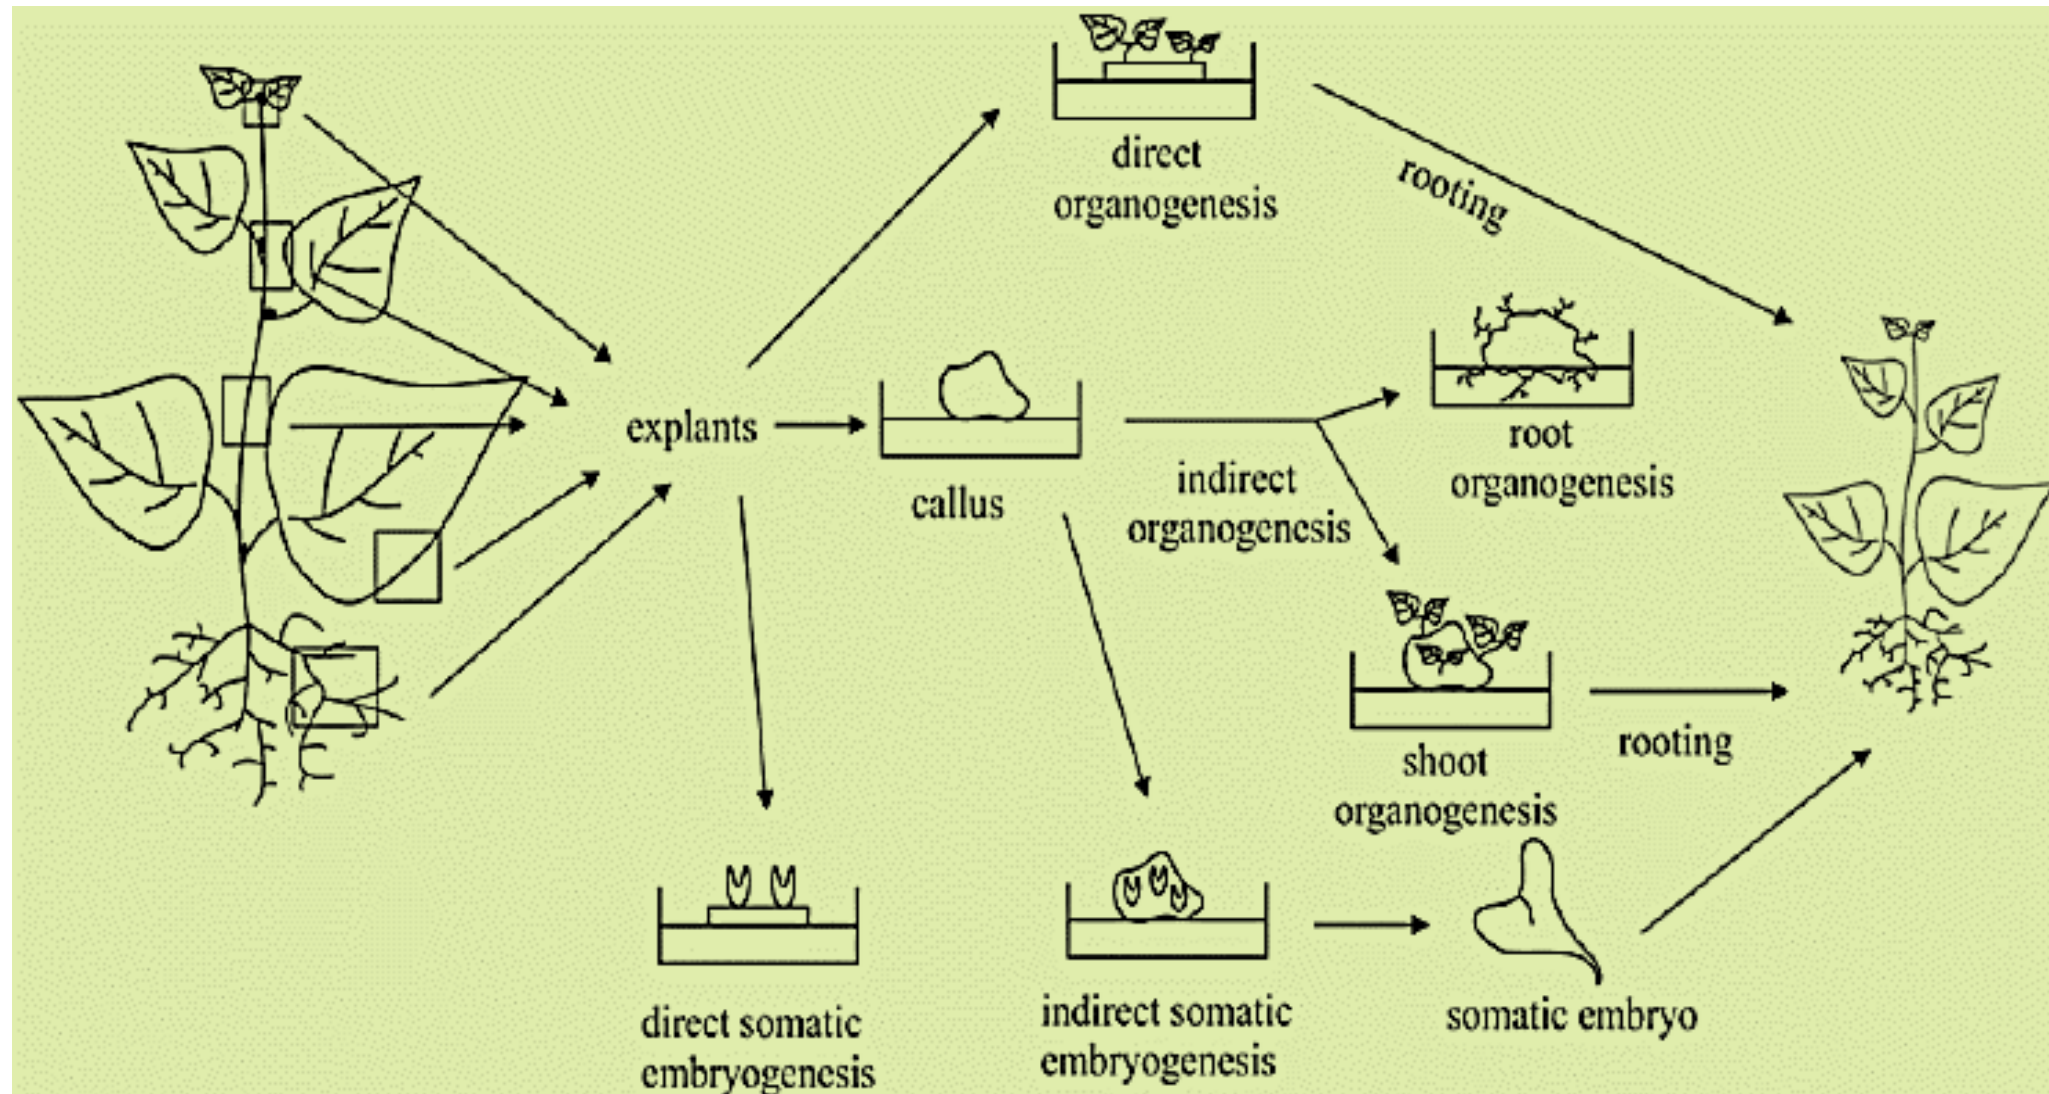 direct
organogenesis
rooting
explants
callus
indirect
organogenesis
root
organogenesis
shoot
organogenesis
rooting
direct somatic
embryogenesis
indirect somatic
embryogenesis
somatic embryo